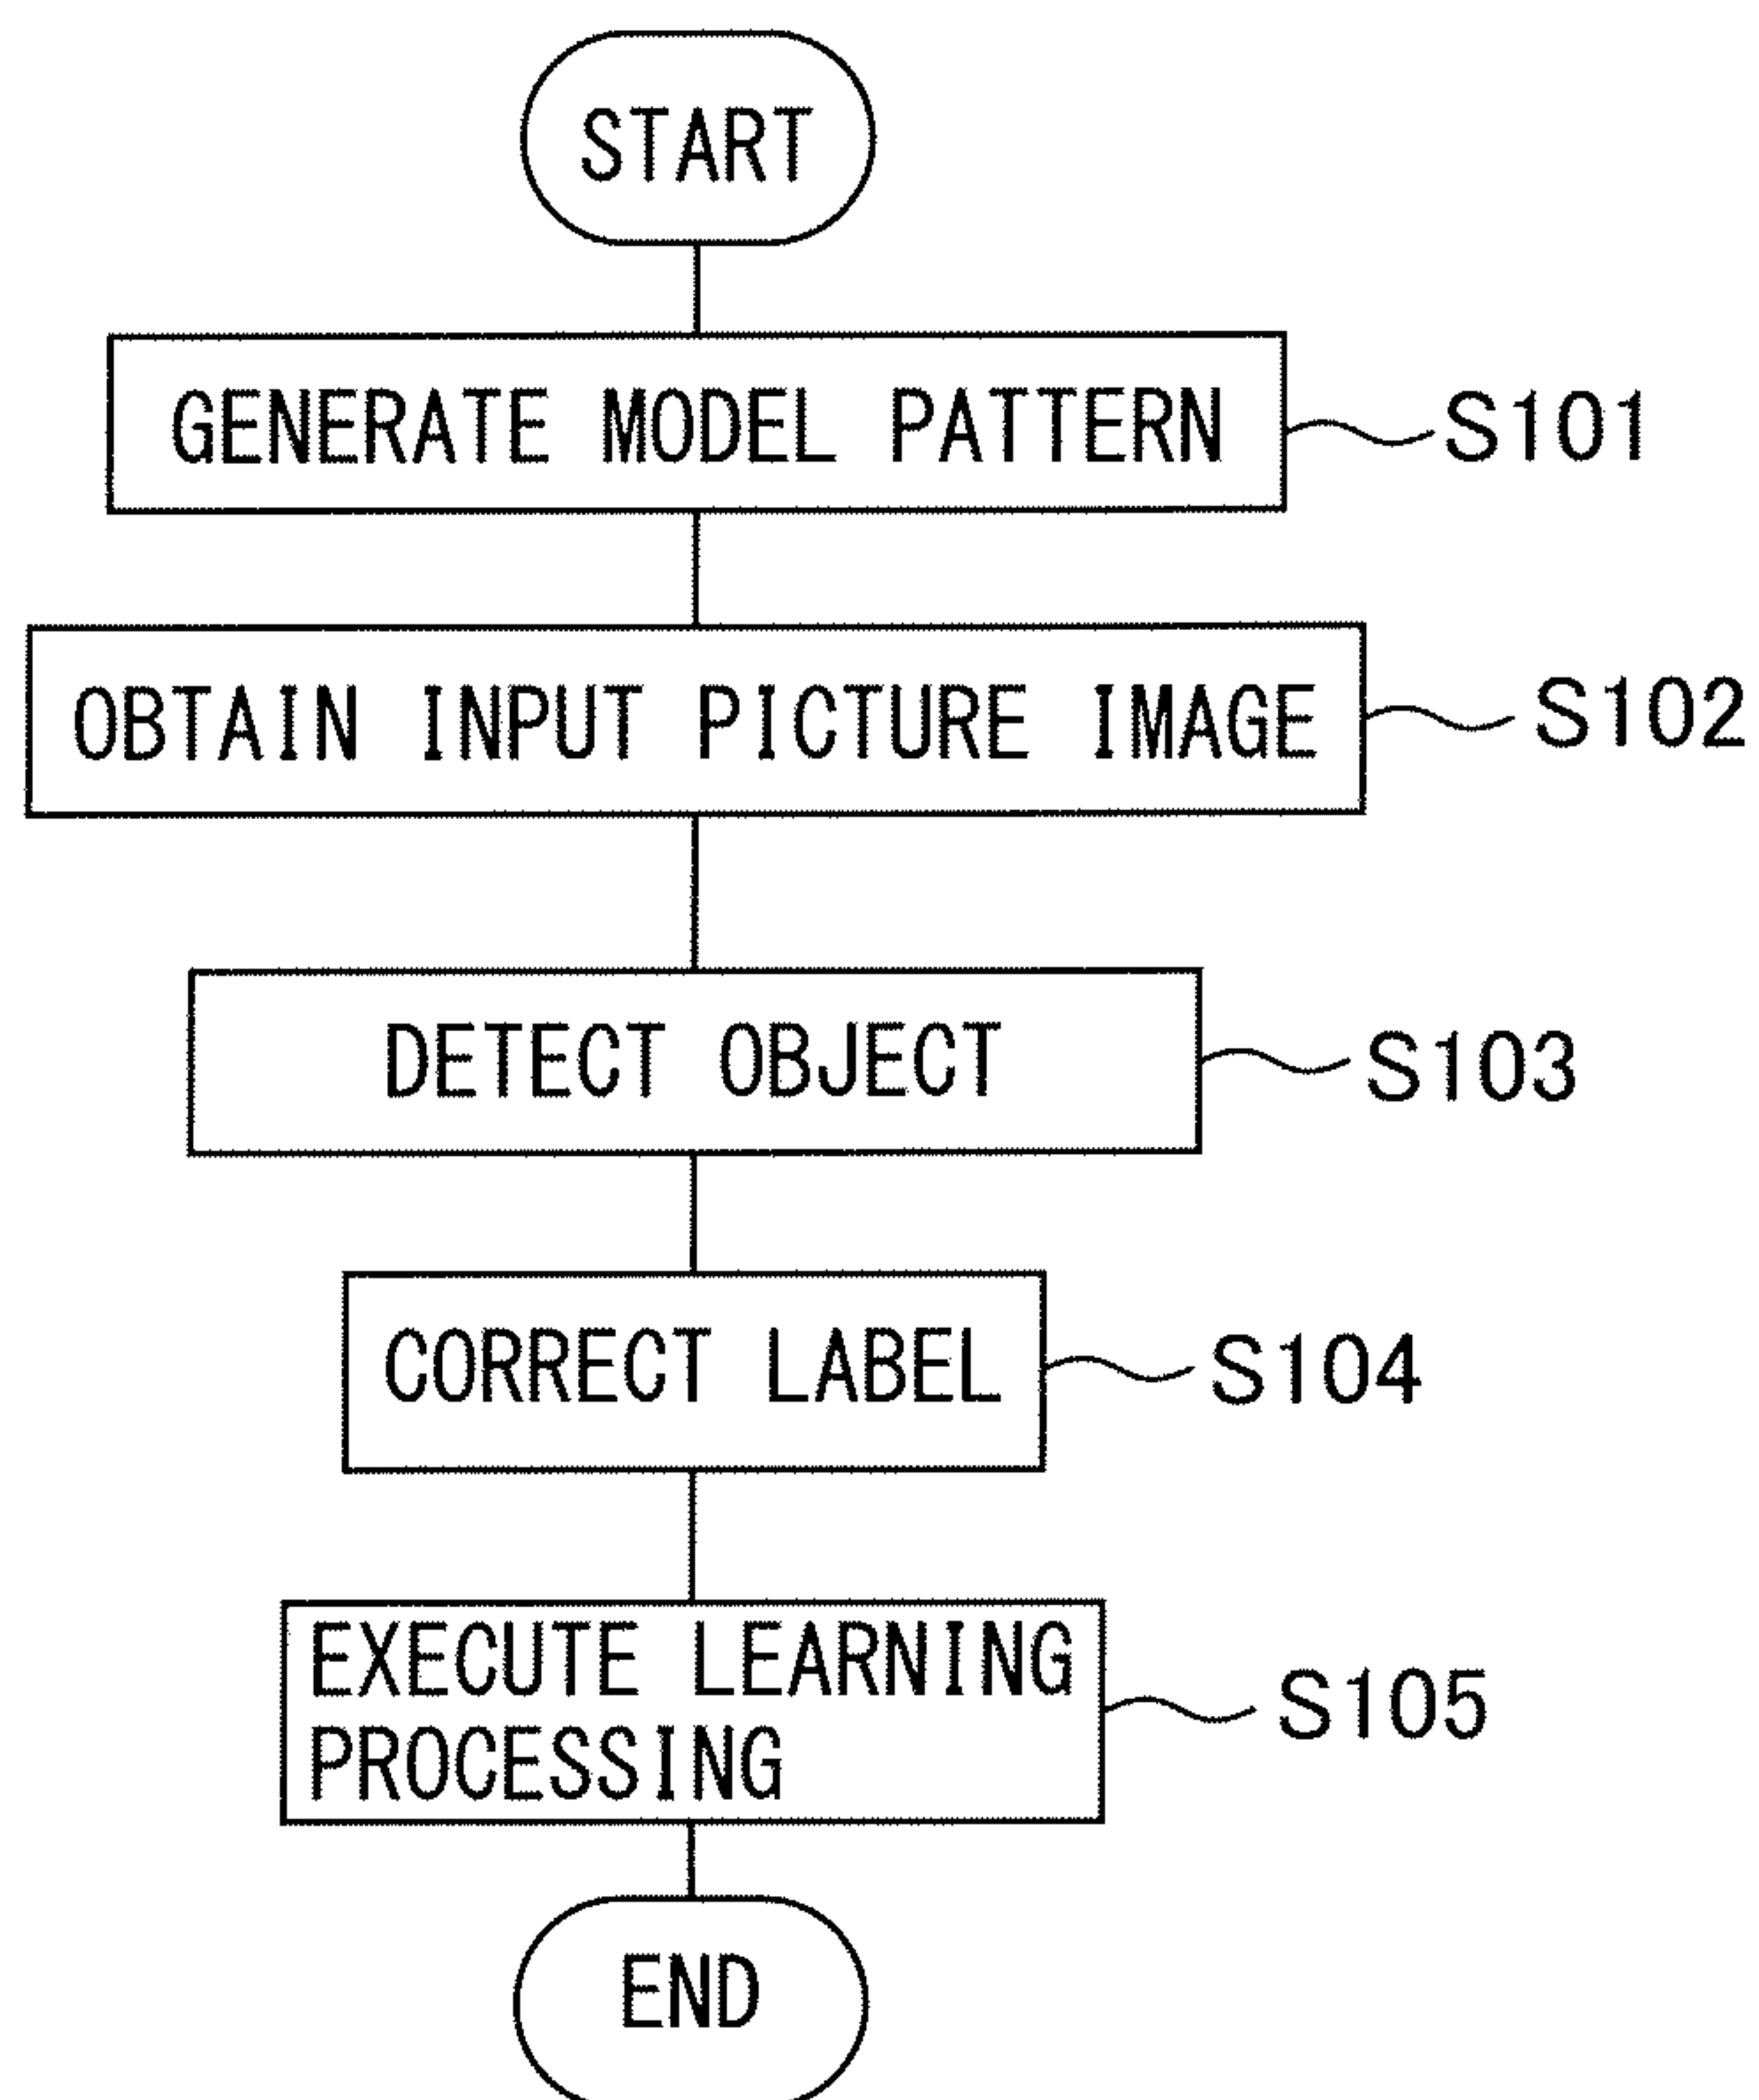 START
GENERATE MODEL PATTERN
S101
OBTAIN INPUT PICTURE IMAGE
S102
DETECT OBJECT
S103
CORRECT LABEL
S104
EXECUTE LEARNING
PROCESSING
S105
END